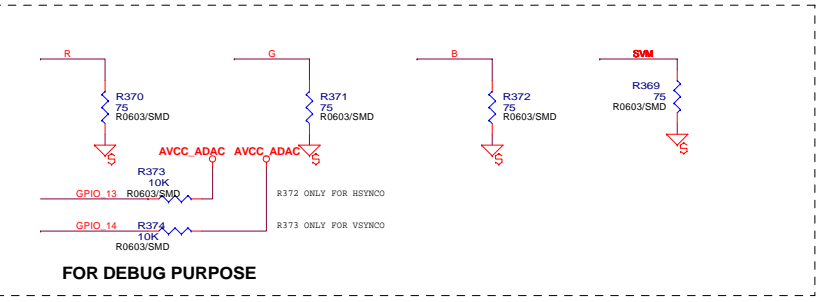 R G B SVM
R370
75
R0603/SMD
R371
75
R0603/SMD
R372
75
R0603/SMD
R369
75
R0603/SMD
S S S S
AVCC_ADAC AVCC_ADAC
R373
10K
GPIO_13 R0603/SMD R372 ONLY FOR HSYNCO
GPIO_14 R374 R373 ONLY FOR VSYNCO
10K
R0603/SMD
FOR DEBUG PURPOSE